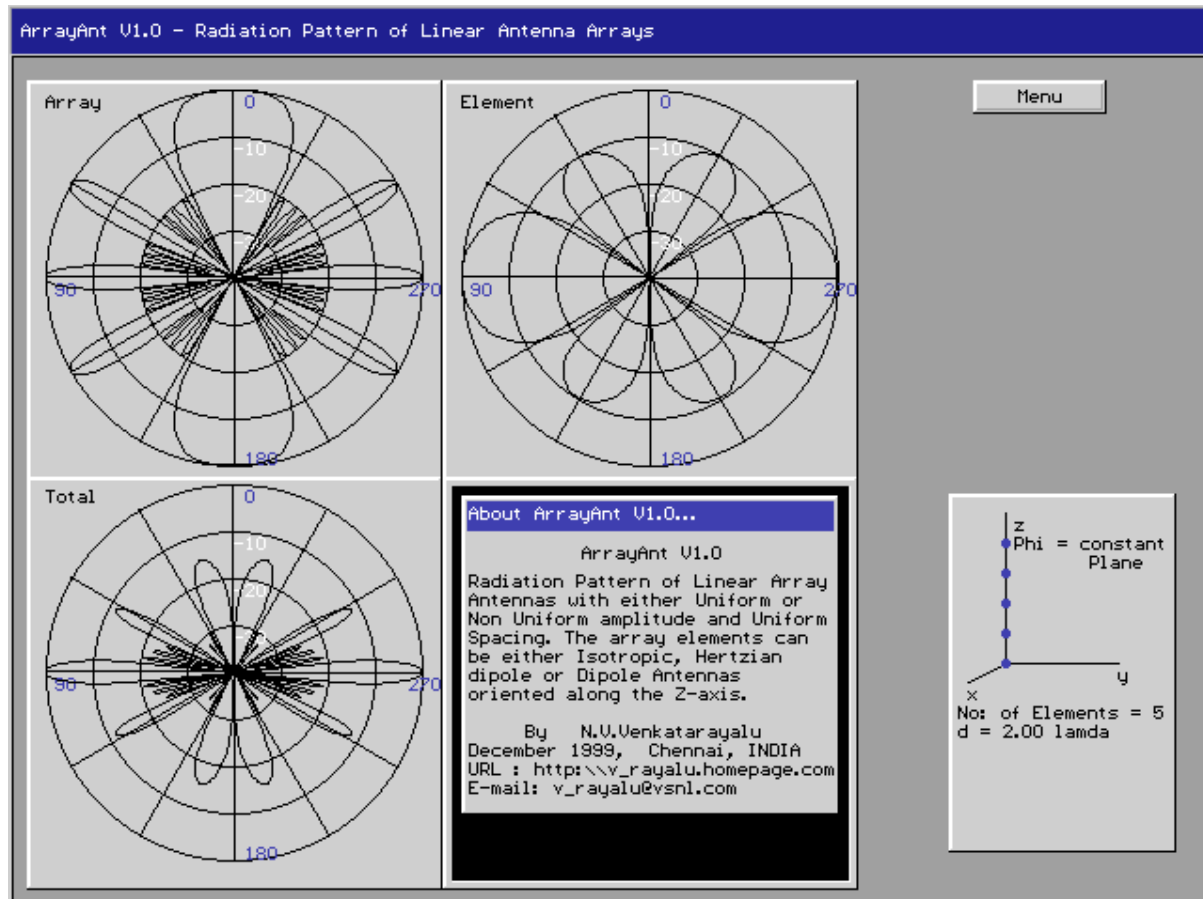 ArrayAnt V1.0 - Radiation Pattern of Linear Antenna Arrays
Menu
Array
0
-10
-20
90
270
180
Element
0
-10
-20
-30
90
270
180
Total
0
-10
-20
90
270
180
About ArrayAnt V1.0...
ArrayAnt V1.0
Radiation Pattern of Linear Array
Antennas with either Uniform or
Non Uniform amplitude and Uniform
Spacing. The array elements can
be either Isotropic, Hertzian
dipole or Dipole Antennas
oriented along the Z-axis.
By N.V.Venkatarayalu
December 1999, Chennai, INDIA
URL : http:\\v_rayalu.homepage.com
E-mail: v_rayalu@vsnl.com
z
Phi = constant
Plane
y
x
No: of Elements = 5
d = 2.00 lamda